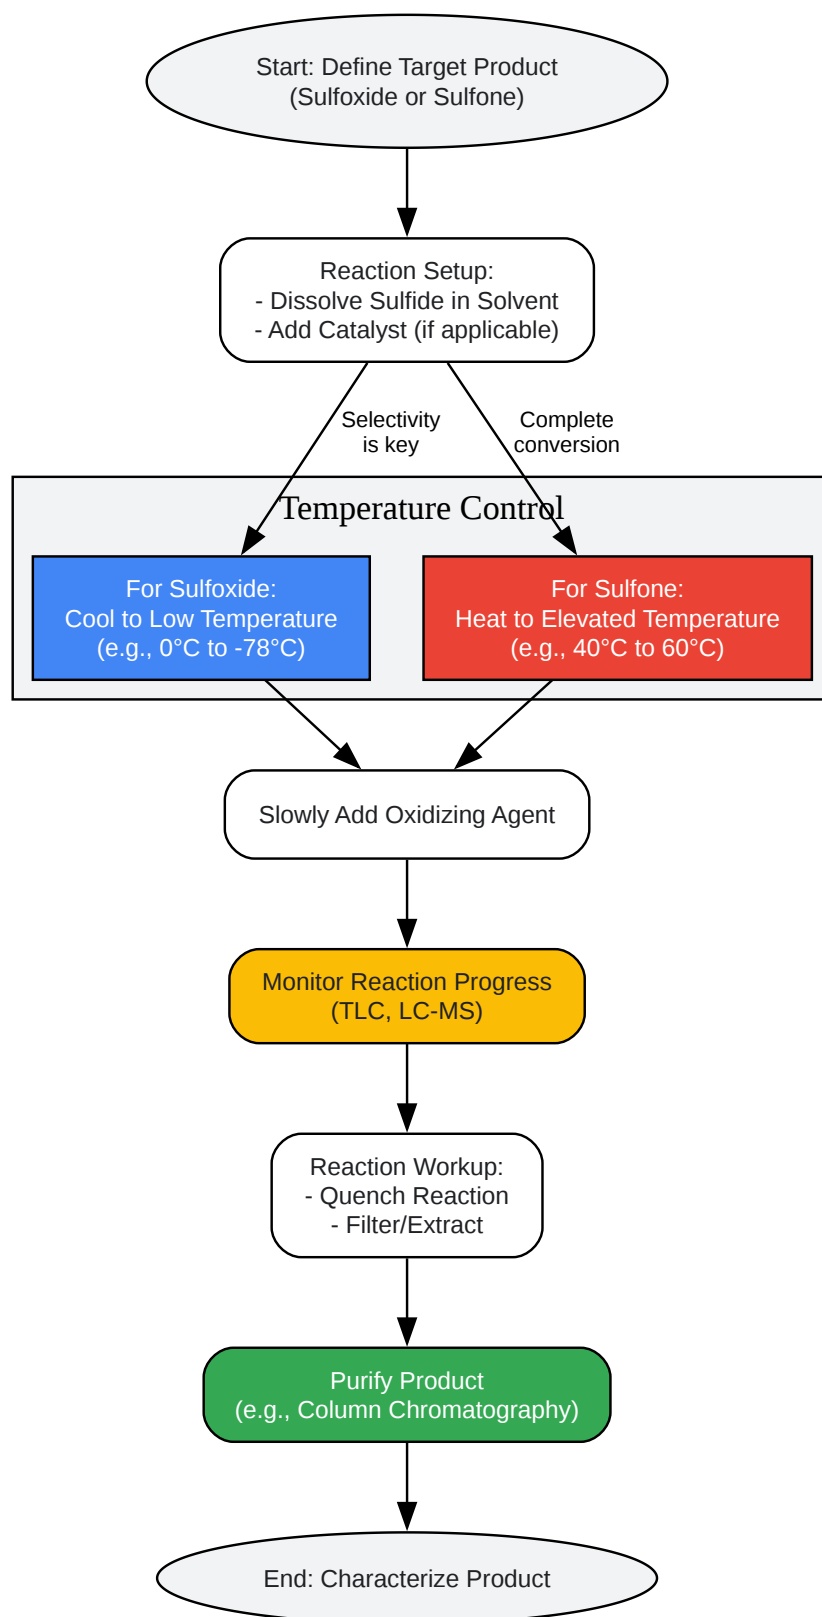 Start: Define Target Product
(Sulfoxide or Sulfone)
Reaction Setup:
- Dissolve Sulfide in Solvent
- Add Catalyst (if applicable)
Selectivity
is key
Complete
conversion
Temperature Control
For Sulfoxide:
Cool to Low Temperature
(e.g., 0°C to -78°C)
For Sulfone:
Heat to Elevated Temperature
(e.g., 40°C to 60°C)
Slowly Add Oxidizing Agent
Monitor Reaction Progress
(TLC, LC-MS)
Reaction Workup:
- Quench Reaction
- Filter/Extract
Purify Product
(e.g., Column Chromatography)
End: Characterize Product